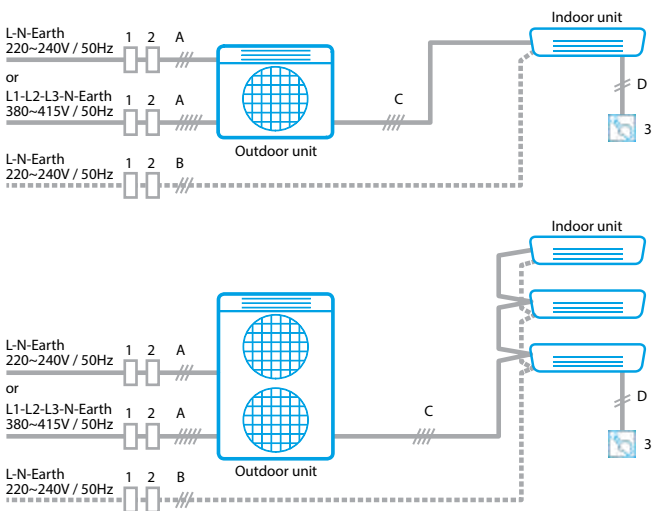 Indoor unit
L-N-Earth
220~240V / 50Hz
1 2 A
or
L1-L2-L3-N-Earth
380~415V / 50Hz
1 2 A
C
D
3
Outdoor unit
L-N-Earth
220~240V / 50Hz
1 2 B
Indoor unit
L-N-Earth
220~240V / 50Hz
1 2 A
or
L1-L2-L3-N-Earth
380~415V / 50Hz
1 2 A
C
D
3
Outdoor unit
L-N-Earth
220~240V / 50Hz
1 2 B